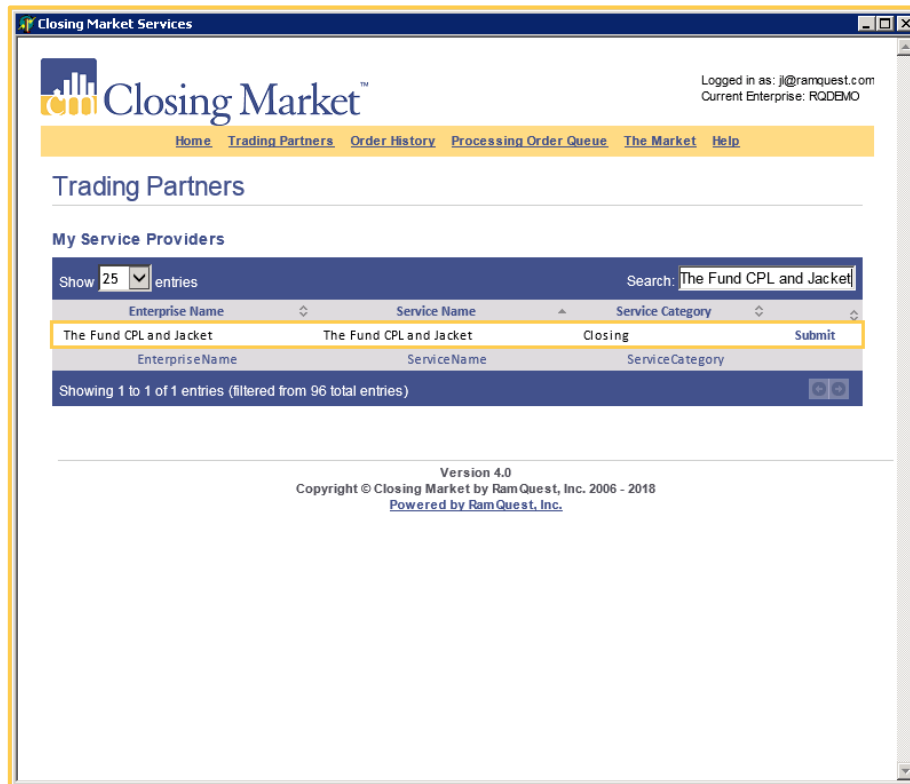 Closing Market Services
cm Closing Market™
Logged in as: jl@ramquest.com
Current Enterprise: RQDEMO
Home Trading Partners Order History Processing Order Queue The Market Help
Trading Partners
My Service Providers
Show 25 entries Search: The Fund CPL and Jacket
Enterprise Name Service Name Service Category
The Fund CPL and Jacket The Fund CPL and Jacket Closing Submit
EnterpriseName ServiceName ServiceCategory
Showing 1 to 1 of 1 entries (filtered from 96 total entries)
Version 4.0
Copyright © Closing Market by RamQuest, Inc. 2006 - 2018
Powered by RamQuest, Inc.